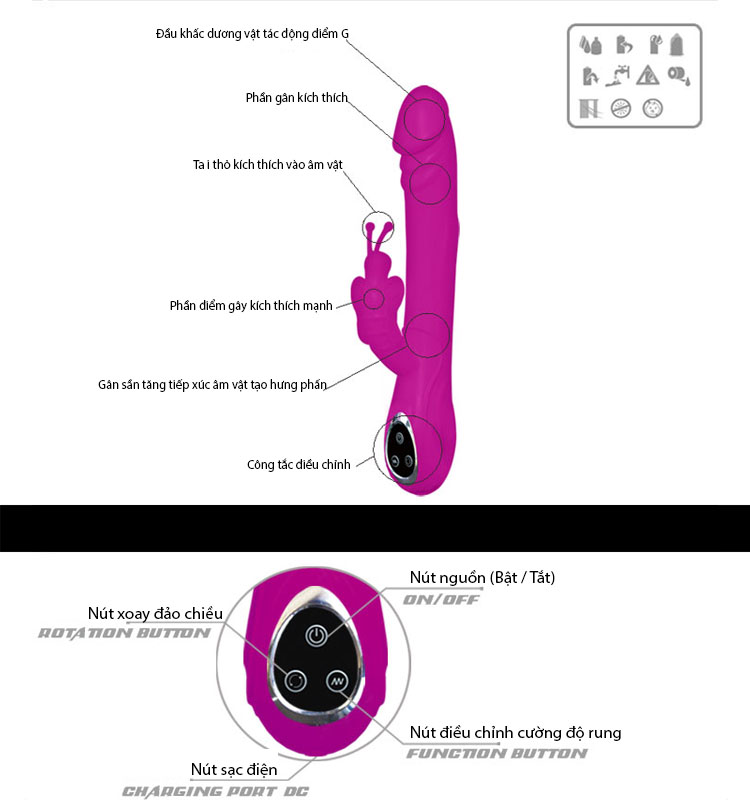 Đầu khấc dương vật tác động điểm G
Phần gân kích thích
Ta i thỏ kích thích vào âm vật
Phần điểm gây kích thích mạnh
Gân sần tăng tiếp xúc âm vật tạo hưng phấn
Công tắc điều chỉnh
Nút nguồn (Bật / Tắt)
ON/OFF
Nút xoay đảo chiều
ROTATION BUTTON
Nút điều chỉnh cường độ rung
FUNCTION BUTTON
Nút sạc điện
CHARGING PORT DC